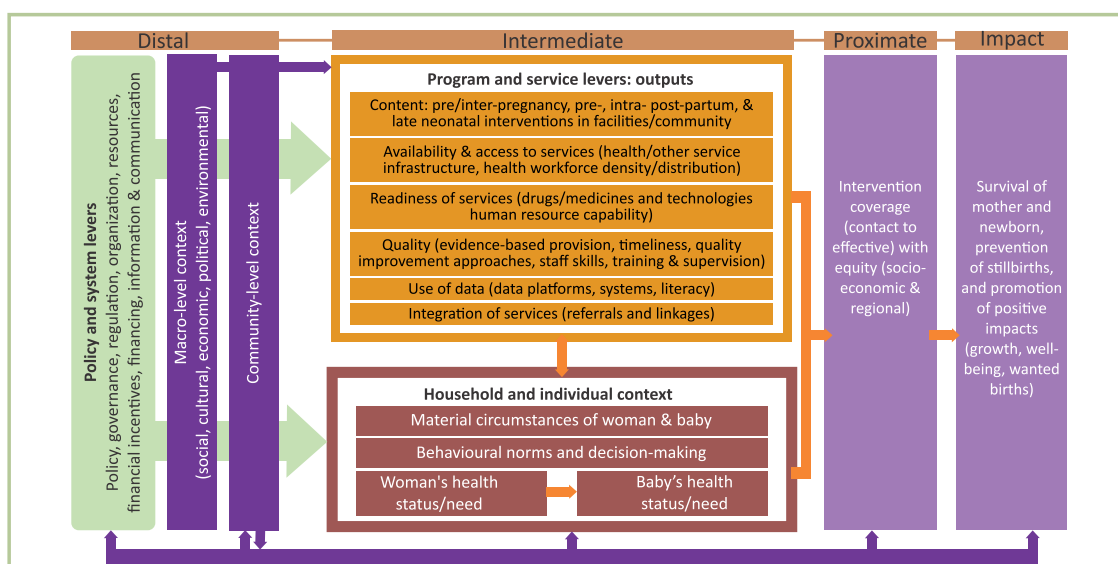 Distal
Intermediate
Proximate
Impact
Policy and system levers
Policy, governance, regulation, organization, resources,
financial incentives, financing, information & communication
Macro-level context
(social, cultural, economic, political, environmental)
Community-level context
Program and service levers: outputs
Content: pre/inter-pregnancy, pre-, intra- post-partum, &
late neonatal interventions in facilities/community
Availability & access to services (health/other service
infrastructure, health workforce density/distribution)
Readiness of services (drugs/medicines and technologies
human resource capability)
Quality (evidence-based provision, timeliness, quality
improvement approaches, staff skills, training & supervision)
Use of data (data platforms, systems, literacy)
Integration of services (referrals and linkages)
Household and individual context
Material circumstances of woman & baby
Behavioural norms and decision-making
Woman's health
status/need
Baby’s health
status/need
Intervention
coverage
(contact to
effective) with
equity (socio-
economic &
regional)
Survival of
mother and
newborn,
prevention
of stillbirths,
and promotion
of positive
impacts
(growth, well-
being, wanted
births)